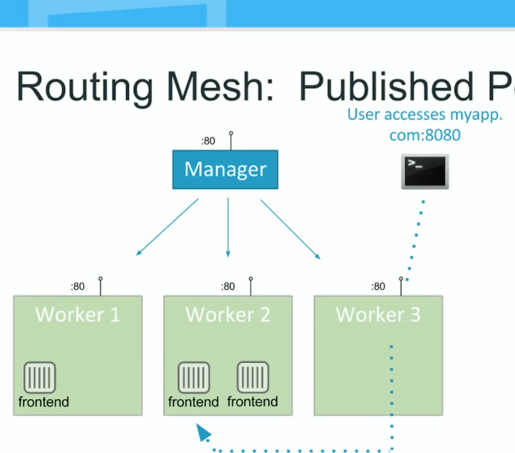 Routing Mesh: Published
User accesses myapp.
com:8080
:80
>_
Manager
:80
:80
:80
Worker 1
Worker 2
Worker 3
frontend
frontend
frontend